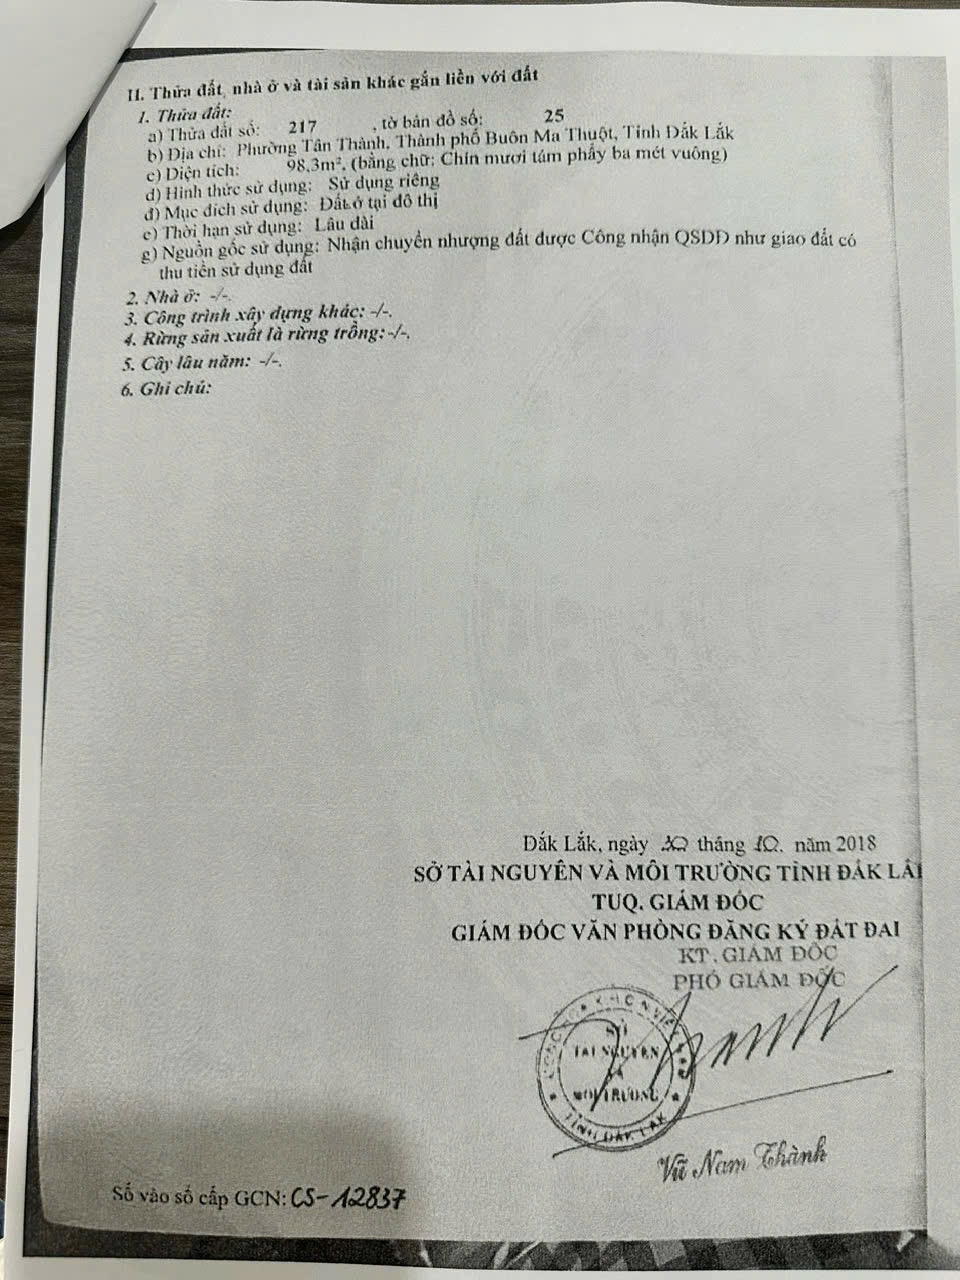 II. Thửa đất, nhà ở và tài sản khác gắn liền với đất
1. Thửa đất:
a) Thửa đất số: 217 , tờ bản đồ số: 25
b) Địa chỉ: Phường Tân Thành, Thành phố Buôn Ma Thuột, Tỉnh Đắk Lắk
c) Diện tích: 98,3m², (bằng chữ: Chín mươi tám phẩy ba mét vuông)
d) Hình thức sử dụng: Sử dụng riêng
đ) Mục đích sử dụng: Đất ở tại đô thị
e) Thời hạn sử dụng: Lâu dài
g) Nguồn gốc sử dụng: Nhận chuyển nhượng đất được Công nhận QSDĐ như giao đất có
thu tiền sử dụng đất
2. Nhà ở: -/-.
3. Công trình xây dựng khác: -/-.
4. Rừng sản xuất là rừng trồng: -/-.
5. Cây lâu năm: -/-.
6. Ghi chú:
Đắk Lắk, ngày tháng 10. năm 2018
SỞ TÀI NGUYÊN VÀ MÔI TRƯỜNG TỈNH ĐẮK LẮ
TUQ. GIÁM ĐỐC
GIÁM ĐỐC VĂN PHÒNG ĐĂNG KÝ ĐẤT ĐAI
KT. GIÁM ĐỐC
PHÓ GIÁM ĐỐC
SỞ
TÀI NGUYÊN
VÀ
MÔI TRƯỜNG
TỈNH ĐẮK LẮK
Vũ Nam Thành
Số vào sổ cấp GCN: CS-12837